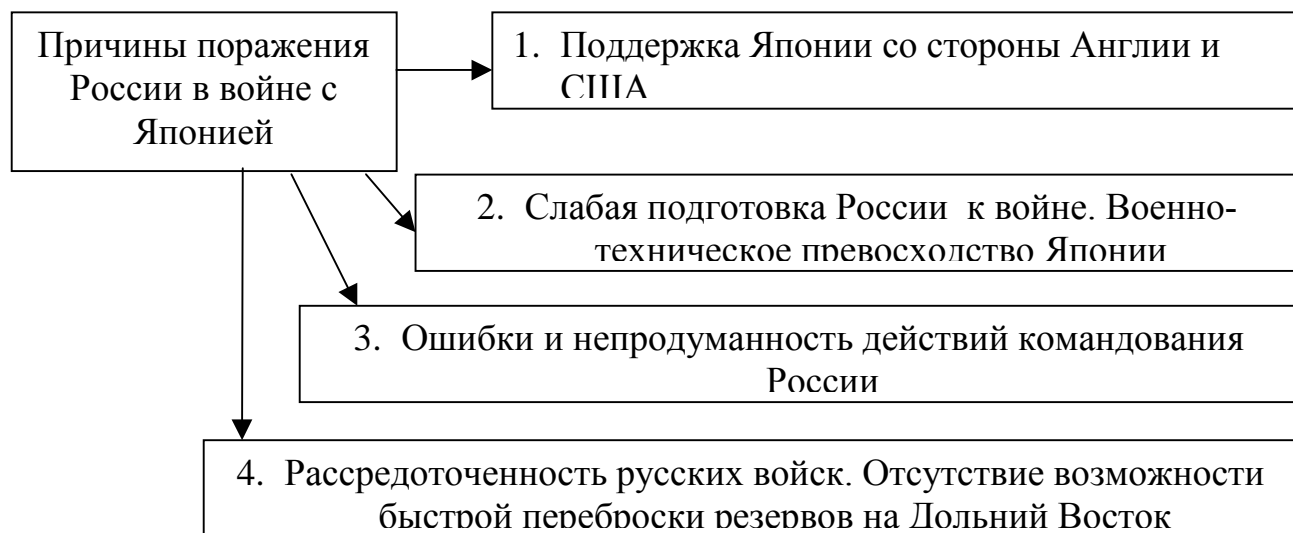 Причины поражения
России в войне с
Японией
1. Поддержка Японии со стороны Англии и
США
2. Слабая подготовка России к войне. Военно-
техническое превосходство Японии
3. Ошибки и непродуманность действий командования
России
4. Рассредоточенность русских войск. Отсутствие возможности
быстрой переброски резервов на Дольний Восток